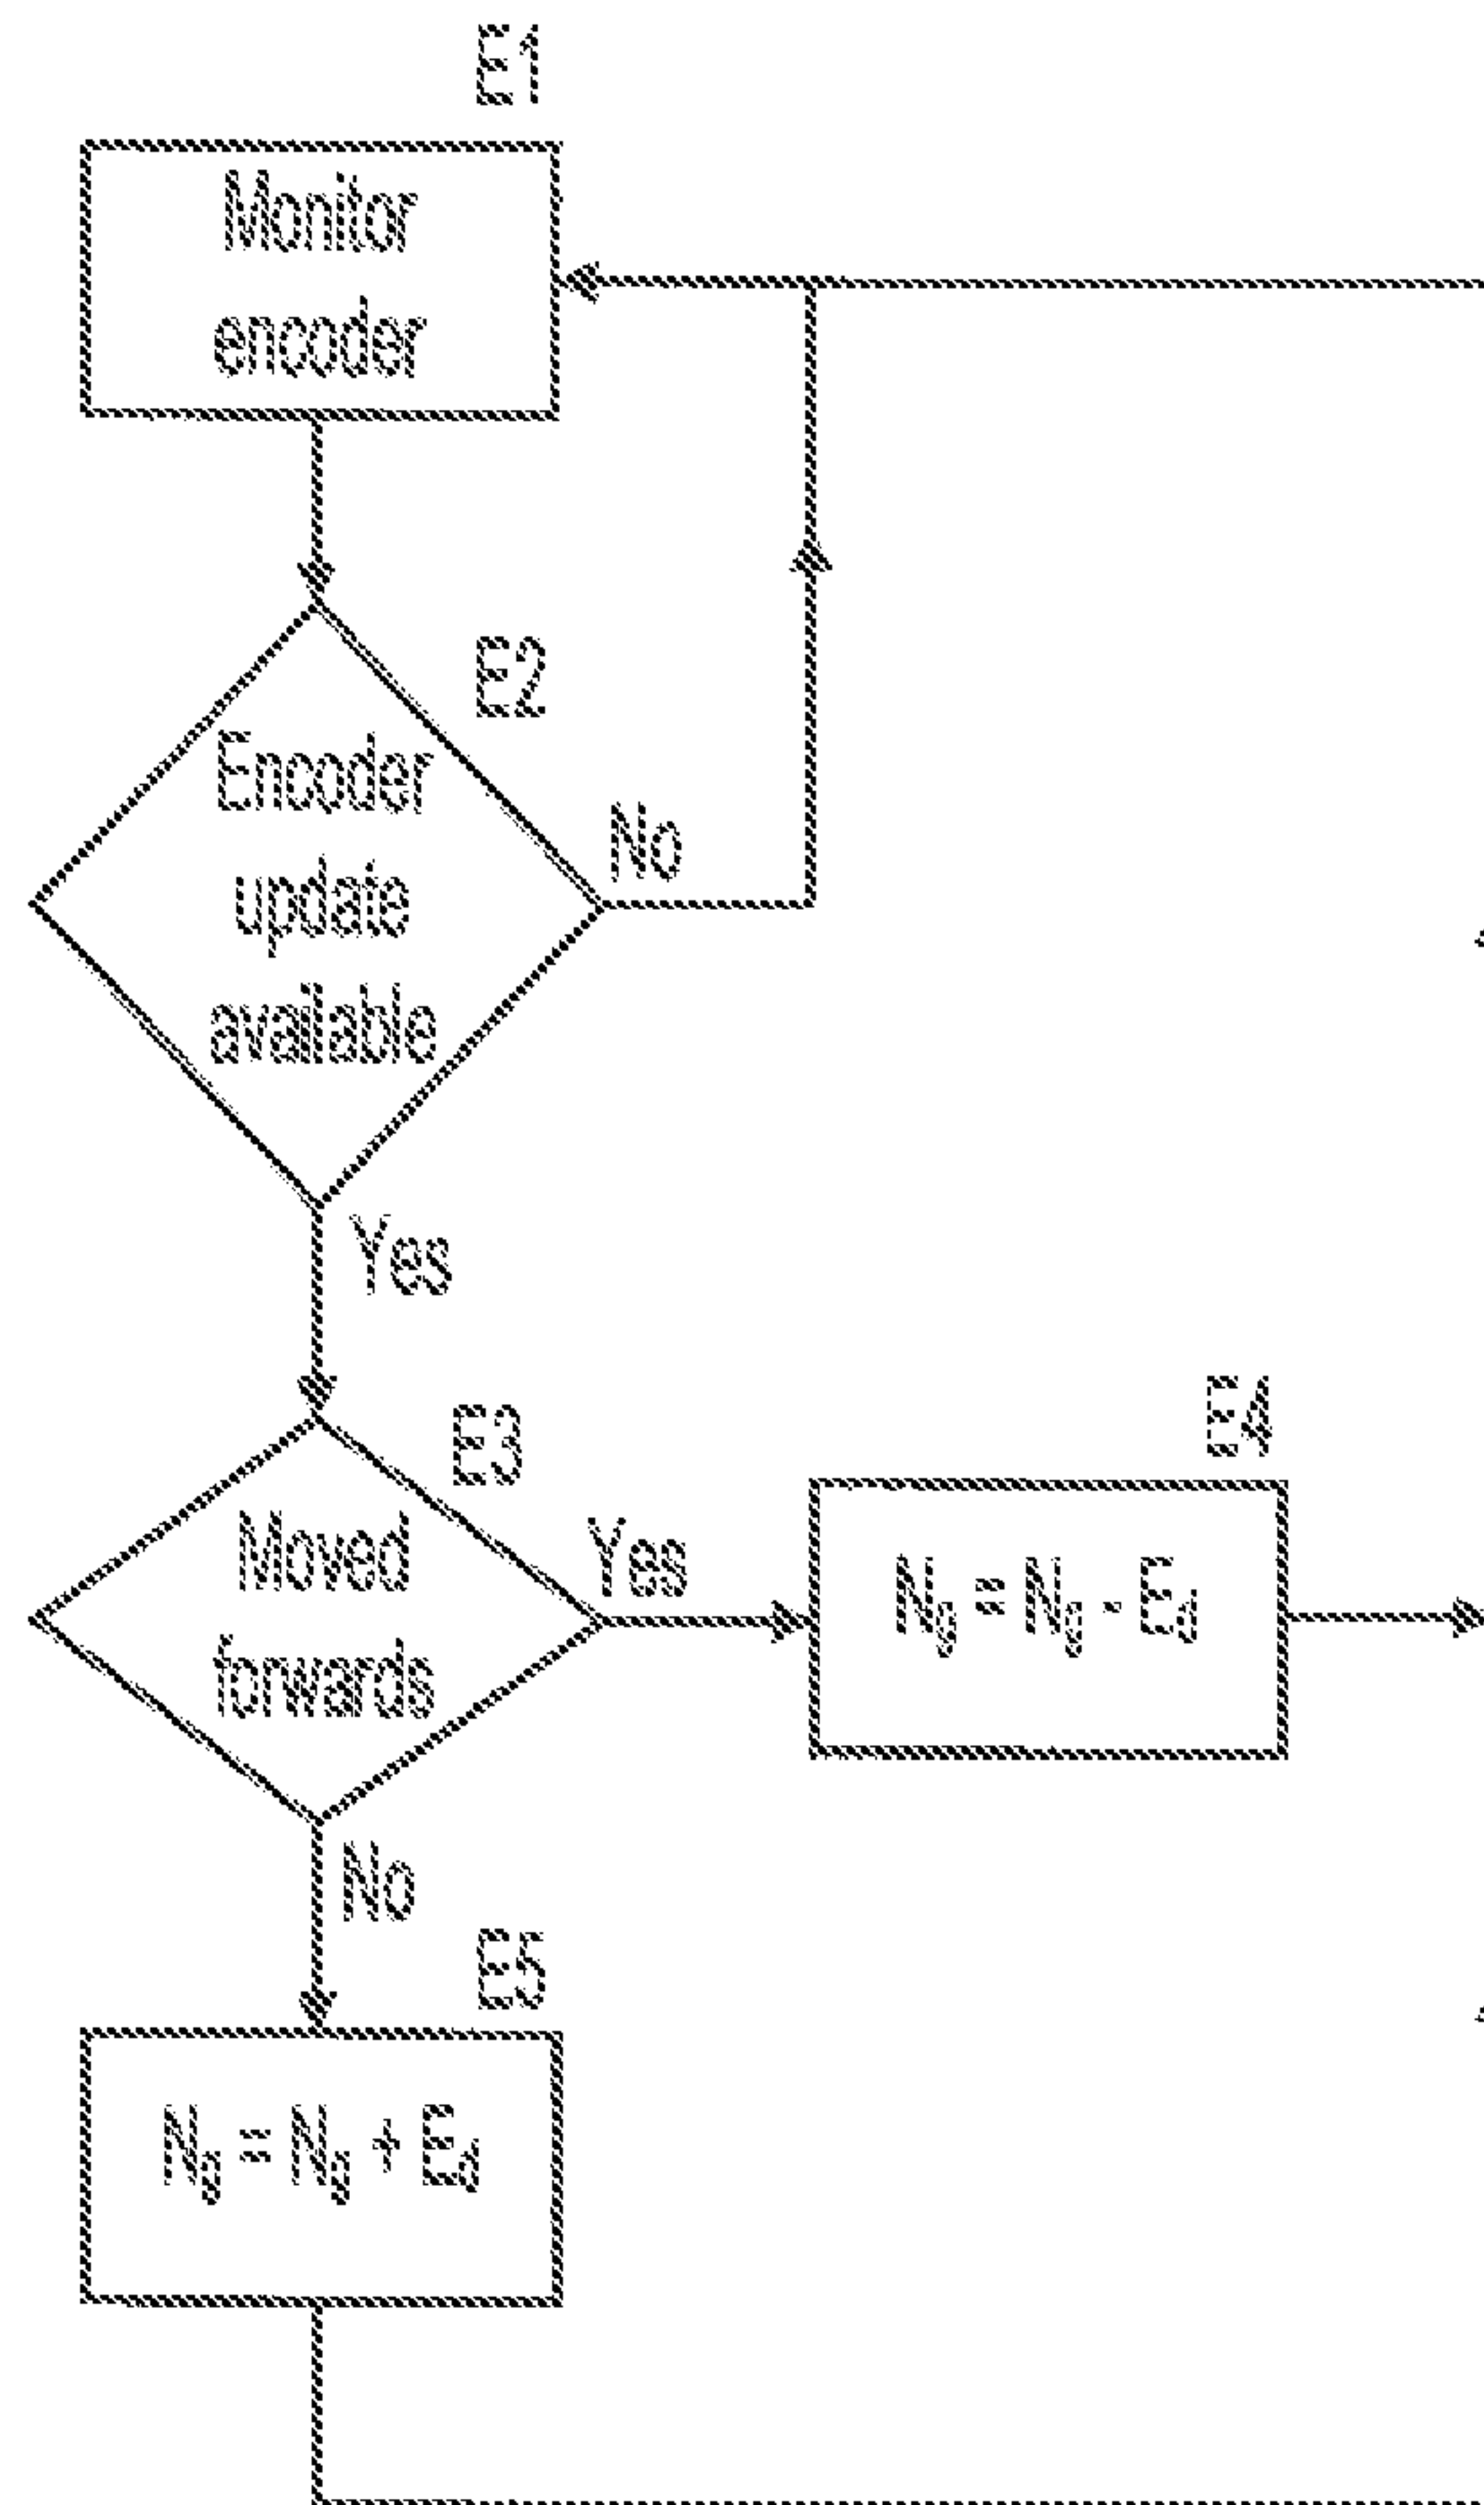 E1
Monitor
encoder
E2
Encoder
update
available
No
Yes
E3
Moved
forwards
Yes
E4
Ng = Ng - Ed
No
E5
Ng = Ng + Ed